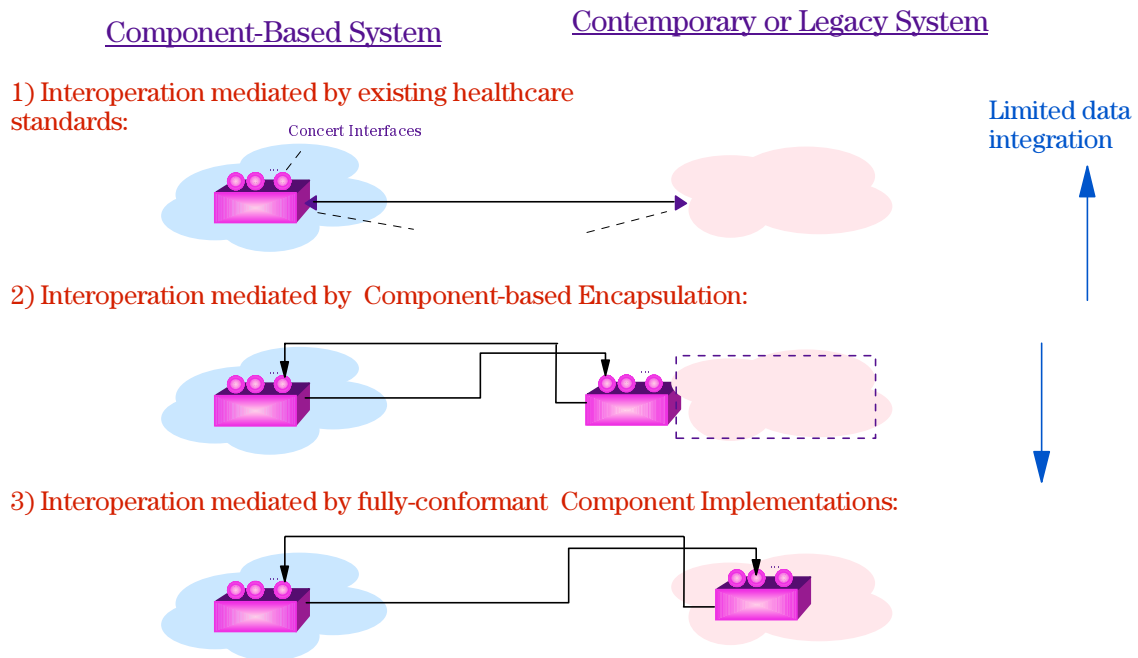 Component-Based System
Contemporary or Legacy System
1) Interoperation mediated by existing healthcare
standards:
Concert Interfaces
...
Limited data
integration
2) Interoperation mediated by Component-based Encapsulation:
...
...
3) Interoperation mediated by fully-conformant Component Implementations:
...
...